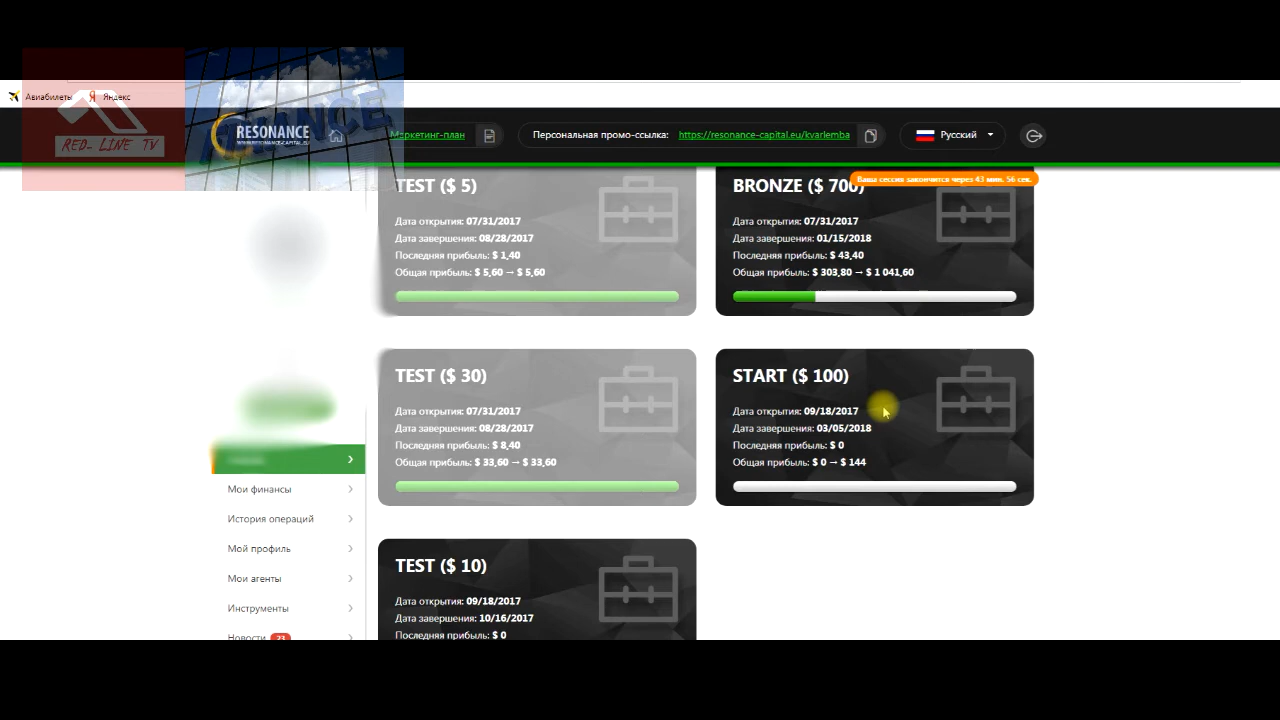 Авиабилеты
Яндекс
RED- LINE TV
RESONANCE
WWW.RESONANCE-CAPITAL.EU
Маркетинг-план
Персональная промо-ссылка: https://resonance-capital.eu/kvarlemba
Русский
Ваша сессия закончится через 43 мин. 56 сек.
TEST ($ 5)
Дата открытия: 07/31/2017
Дата завершения: 08/28/2017
Последняя прибыль: $ 1,40
Общая прибыль: $ 5,60 → $ 5,60
BRONZE ($ 700)
Дата открытия: 07/31/2017
Дата завершения: 01/15/2018
Последняя прибыль: $ 43,40
Общая прибыль: $ 303,80 → $ 1 041,60
TEST ($ 30)
Дата открытия: 07/31/2017
Дата завершения: 08/28/2017
Последняя прибыль: $ 8,40
Общая прибыль: $ 33,60 → $ 33,60
START ($ 100)
Дата открытия: 09/18/2017
Дата завершения: 03/05/2018
Последняя прибыль: $ 0
Общая прибыль: $ 0 → $ 144
TEST ($ 10)
Дата открытия: 09/18/2017
Дата завершения: 10/16/2017
Последняя прибыль: $ 0
Мои финансы
История операций
Мой профиль
Мои агенты
Инструменты
Новости 23